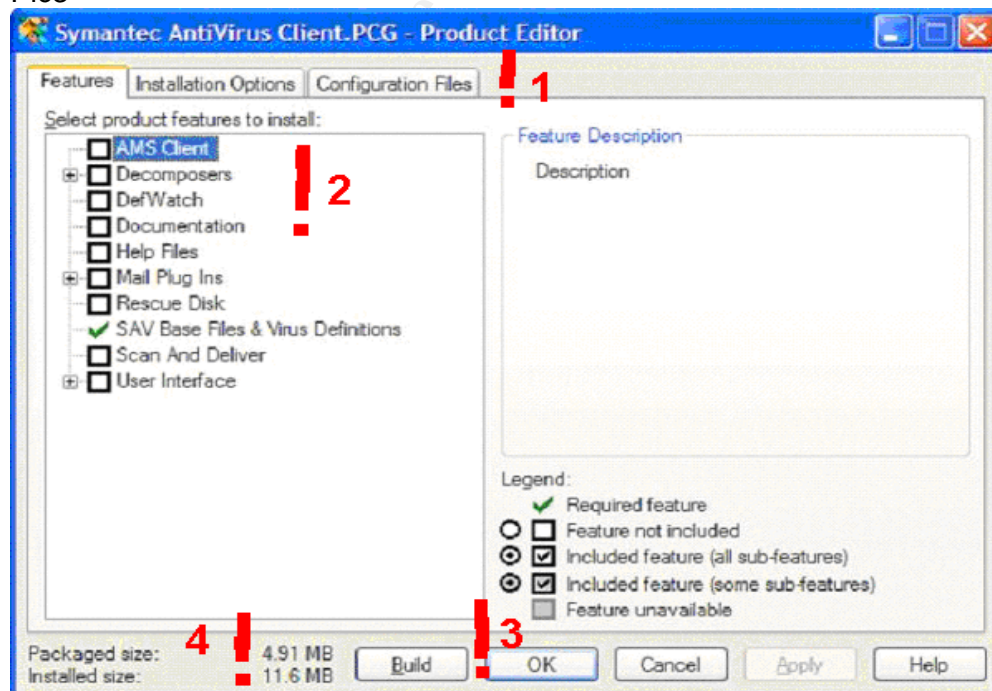 Symantec AntiVirus Client.PCG - Product Editor
Features Installation Options Configuration Files
! 1
Select product features to install:
AMS Client
Decomposers
DefWatch
Documentation
Help Files
Mail Plug Ins
Rescue Disk
SAV Base Files & Virus Definitions
Scan And Deliver
User Interface
! 2
Feature Description
Description
Legend:
Required feature
Feature not included
Included feature (all sub-features)
Included feature (some sub-features)
Feature unavailable
4 !
! 3
Packaged size: 4.91 MB
Installed size: 11.6 MB
Build OK Cancel Apply Help